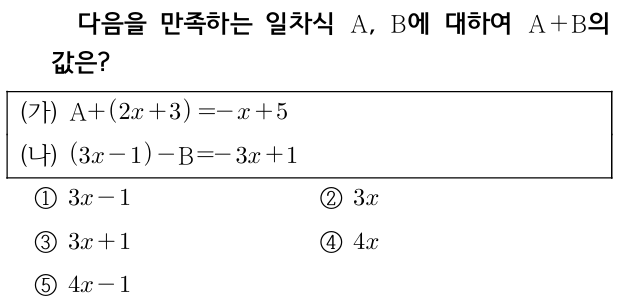 다음을 만족하는 일차식 A, B에 대하여 A+B의
값은?
(가) A+(2x+3)=-x+5
(나) (3x-1)-B=-3x+1
① 3x-1 ② 3x
③ 3x+1 ④ 4x
⑤ 4x-1